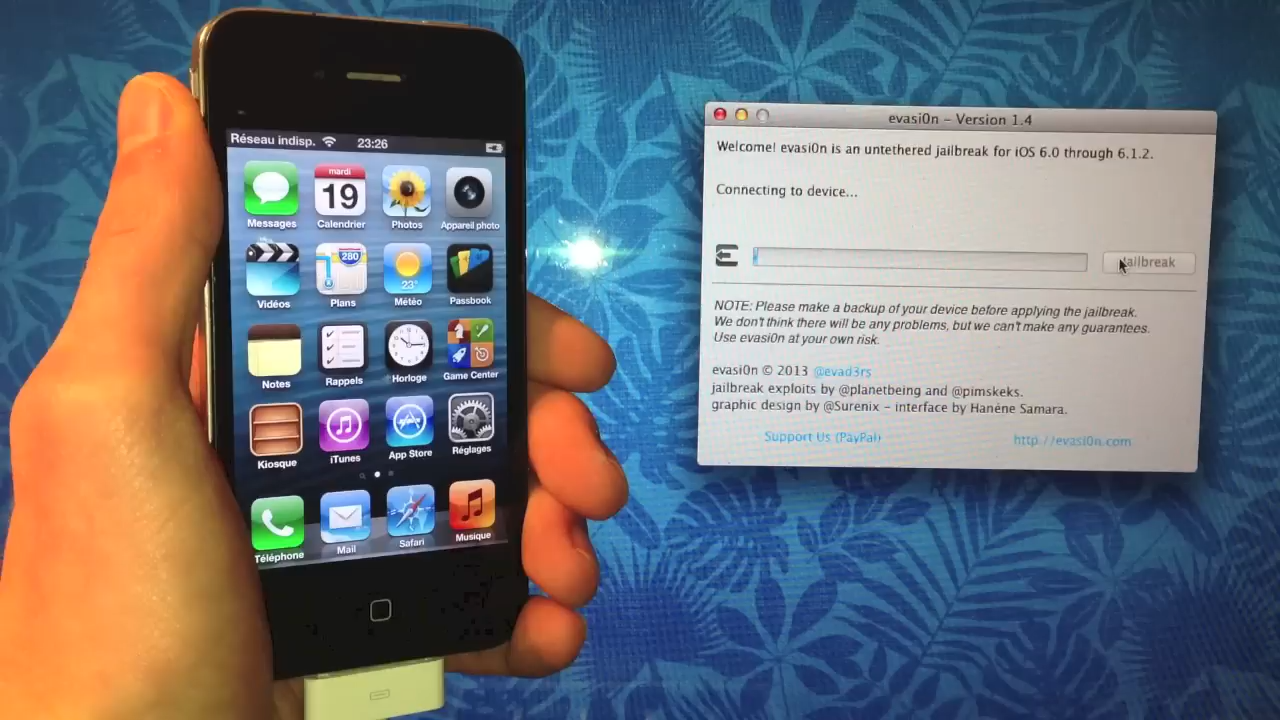 Réseau indisp. 23:26
mardi
19
280
23°
Messages Calendrier Photos Appareil photo
Vidéos Plans Météo Passbook
Notes Rappels Horloge Game Center
Kiosque iTunes App Store Réglages
Téléphone Mail Safari Musique
evasi0n – Version 1.4
Welcome! evasi0n is an untethered jailbreak for iOS 6.0 through 6.1.2.
Connecting to device...
Jailbreak
NOTE: Please make a backup of your device before applying the jailbreak.
We don't think there will be any problems, but we can't make any guarantees.
Use evasi0n at your own risk.
evasi0n © 2013 @evad3rs
jailbreak exploits by @planetbeing and @pimskeks.
graphic design by @Surenix – interface by Hanéne Samara.
Support Us (PayPal) http://evasi0n.com